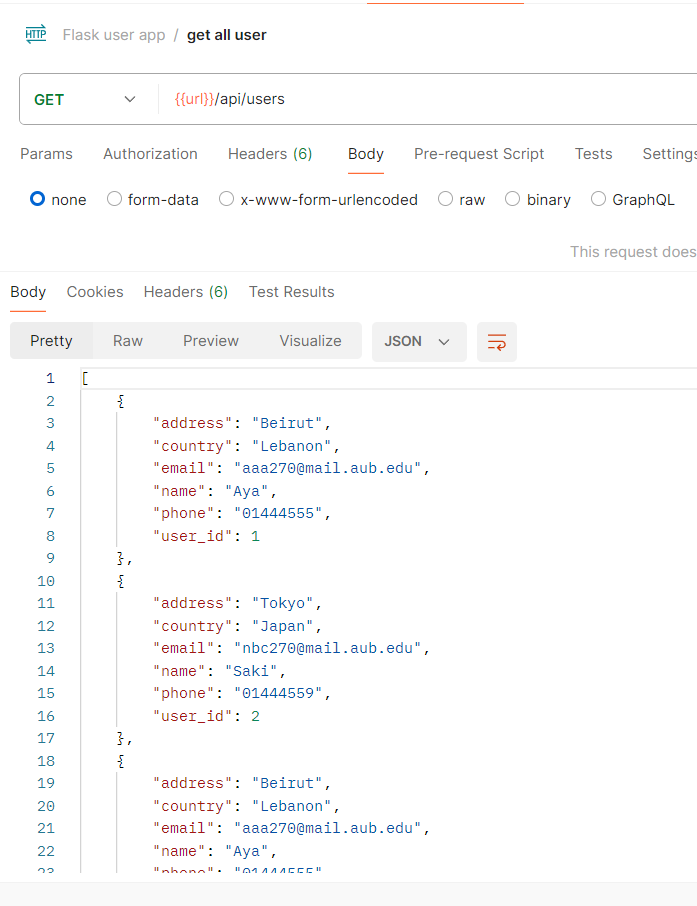 HTTP Flask user app / get all user
GET {{url}}/api/users
Params Authorization Headers (6) Body Pre-request Script Tests Settings
none form-data x-www-form-urlencoded raw binary GraphQL
This request does
Body Cookies Headers (6) Test Results
Pretty Raw Preview Visualize JSON
1 [
2 {
3 "address": "Beirut",
4 "country": "Lebanon",
5 "email": "aaa270@mail.aub.edu",
6 "name": "Aya",
7 "phone": "01444555",
8 "user_id": 1
9 },
10 {
11 "address": "Tokyo",
12 "country": "Japan",
13 "email": "nbc270@mail.aub.edu",
14 "name": "Saki",
15 "phone": "01444559",
16 "user_id": 2
17 },
18 {
19 "address": "Beirut",
20 "country": "Lebanon",
21 "email": "aaa270@mail.aub.edu",
22 "name": "Aya",
23 "phone": "01444555"